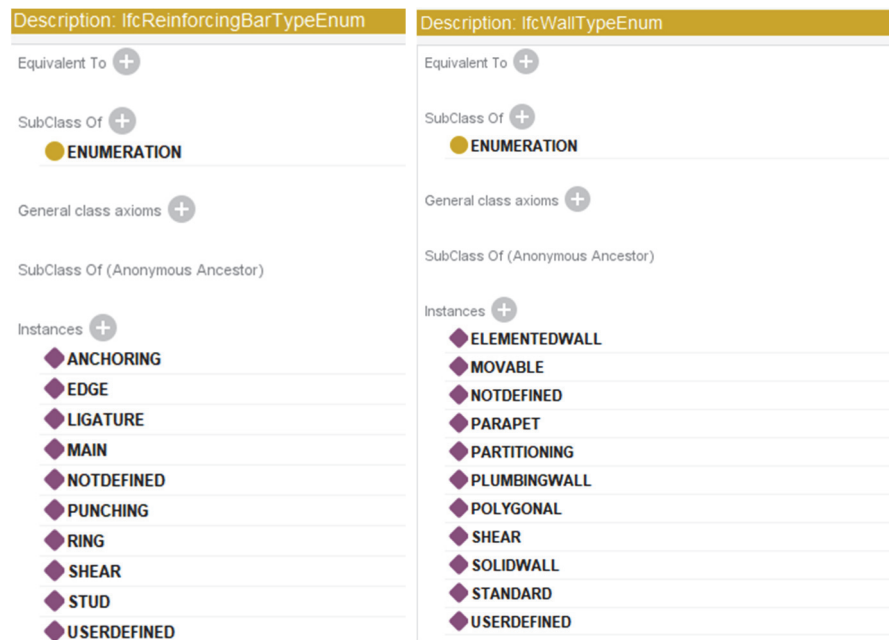 Description: IfcReinforcingBarTypeEnum
Equivalent To
SubClass Of
ENUMERATION
General class axioms
SubClass Of (Anonymous Ancestor)
Instances
ANCHORING
EDGE
LIGATURE
MAIN
NOTDEFINED
PUNCHING
RING
SHEAR
STUD
USERDEFINED
Description: IfcWallTypeEnum
Equivalent To
SubClass Of
ENUMERATION
General class axioms
SubClass Of (Anonymous Ancestor)
Instances
ELEMENTEDWALL
MOVABLE
NOTDEFINED
PARAPET
PARTITIONING
PLUMBINGWALL
POLYGONAL
SHEAR
SOLIDWALL
STANDARD
USERDEFINED